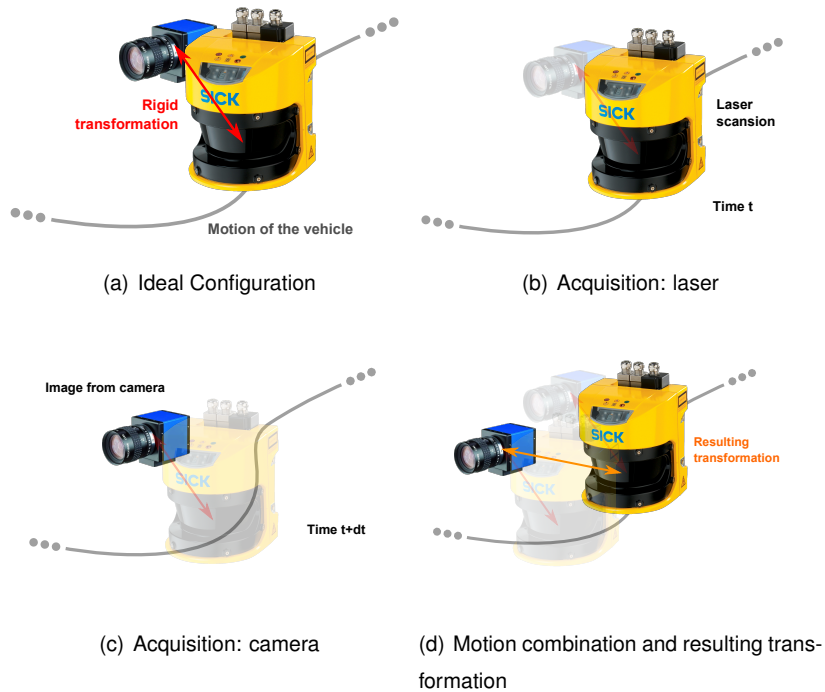 SICK
Rigid
transformation
Motion of the vehicle
(a) Ideal Configuration
SICK
Laser
scansion
Time t
(b) Acquisition: laser
Image from camera
SICK
Time t+dt
(c) Acquisition: camera
SICK
Resulting
transformation
(d) Motion combination and resulting trans-
formation